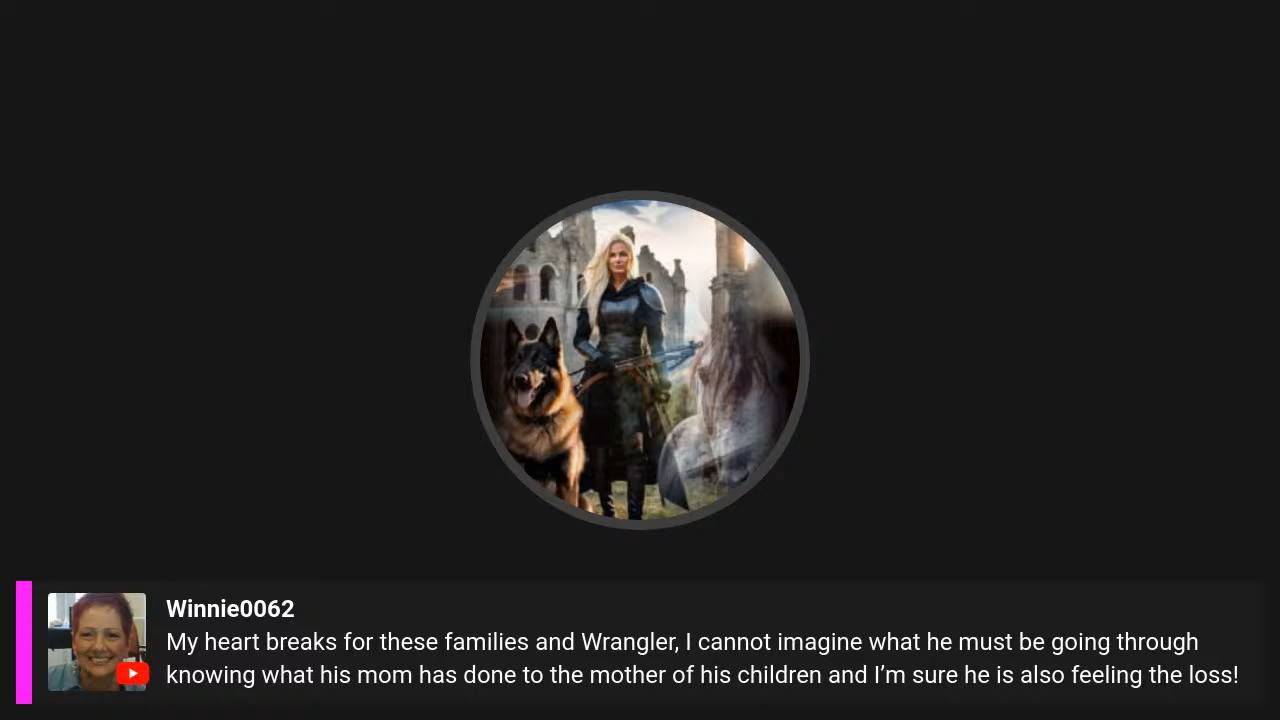 Winnie0062
My heart breaks for these families and Wrangler, I cannot imagine what he must be going through
knowing what his mom has done to the mother of his children and I’m sure he is also feeling the loss!